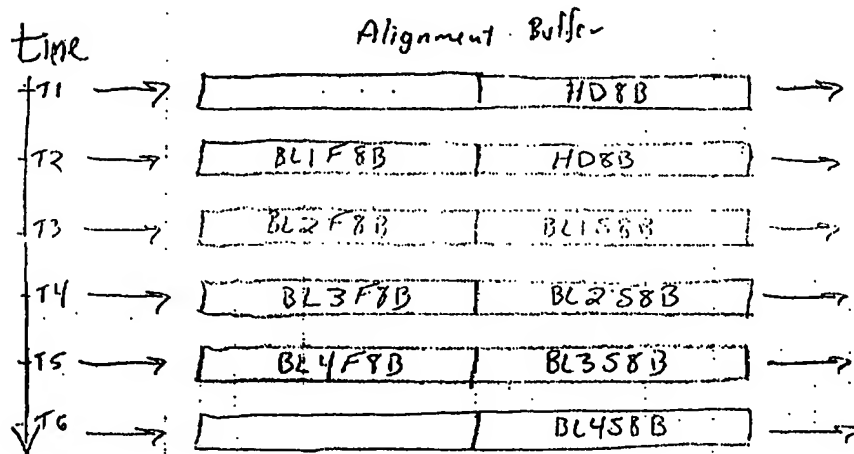 Alignment Buffer
time
T1 HD8B
T2 BL1F8B HD8B
T3 BL2F8B BL1S8B
T4 BL3F8B BL2S8B
T5 BL4F8B BL3S8B
T6 BL4S8B